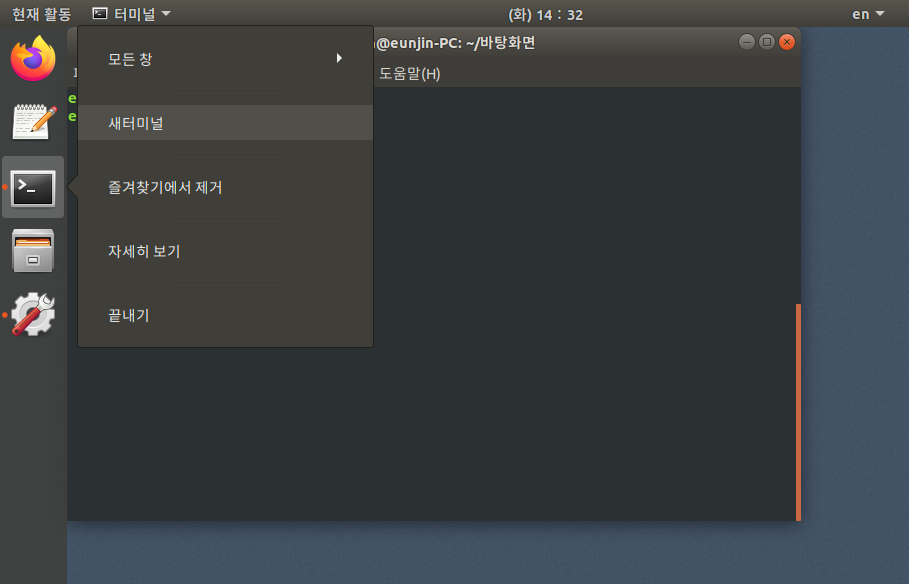 현재 활동 터미널 (화) 14 : 32 en
@eunjin-PC: ~/바탕화면
도움말(H)
e
e
모든 창
새터미널
즐겨찾기에서 제거
자세히 보기
끝내기